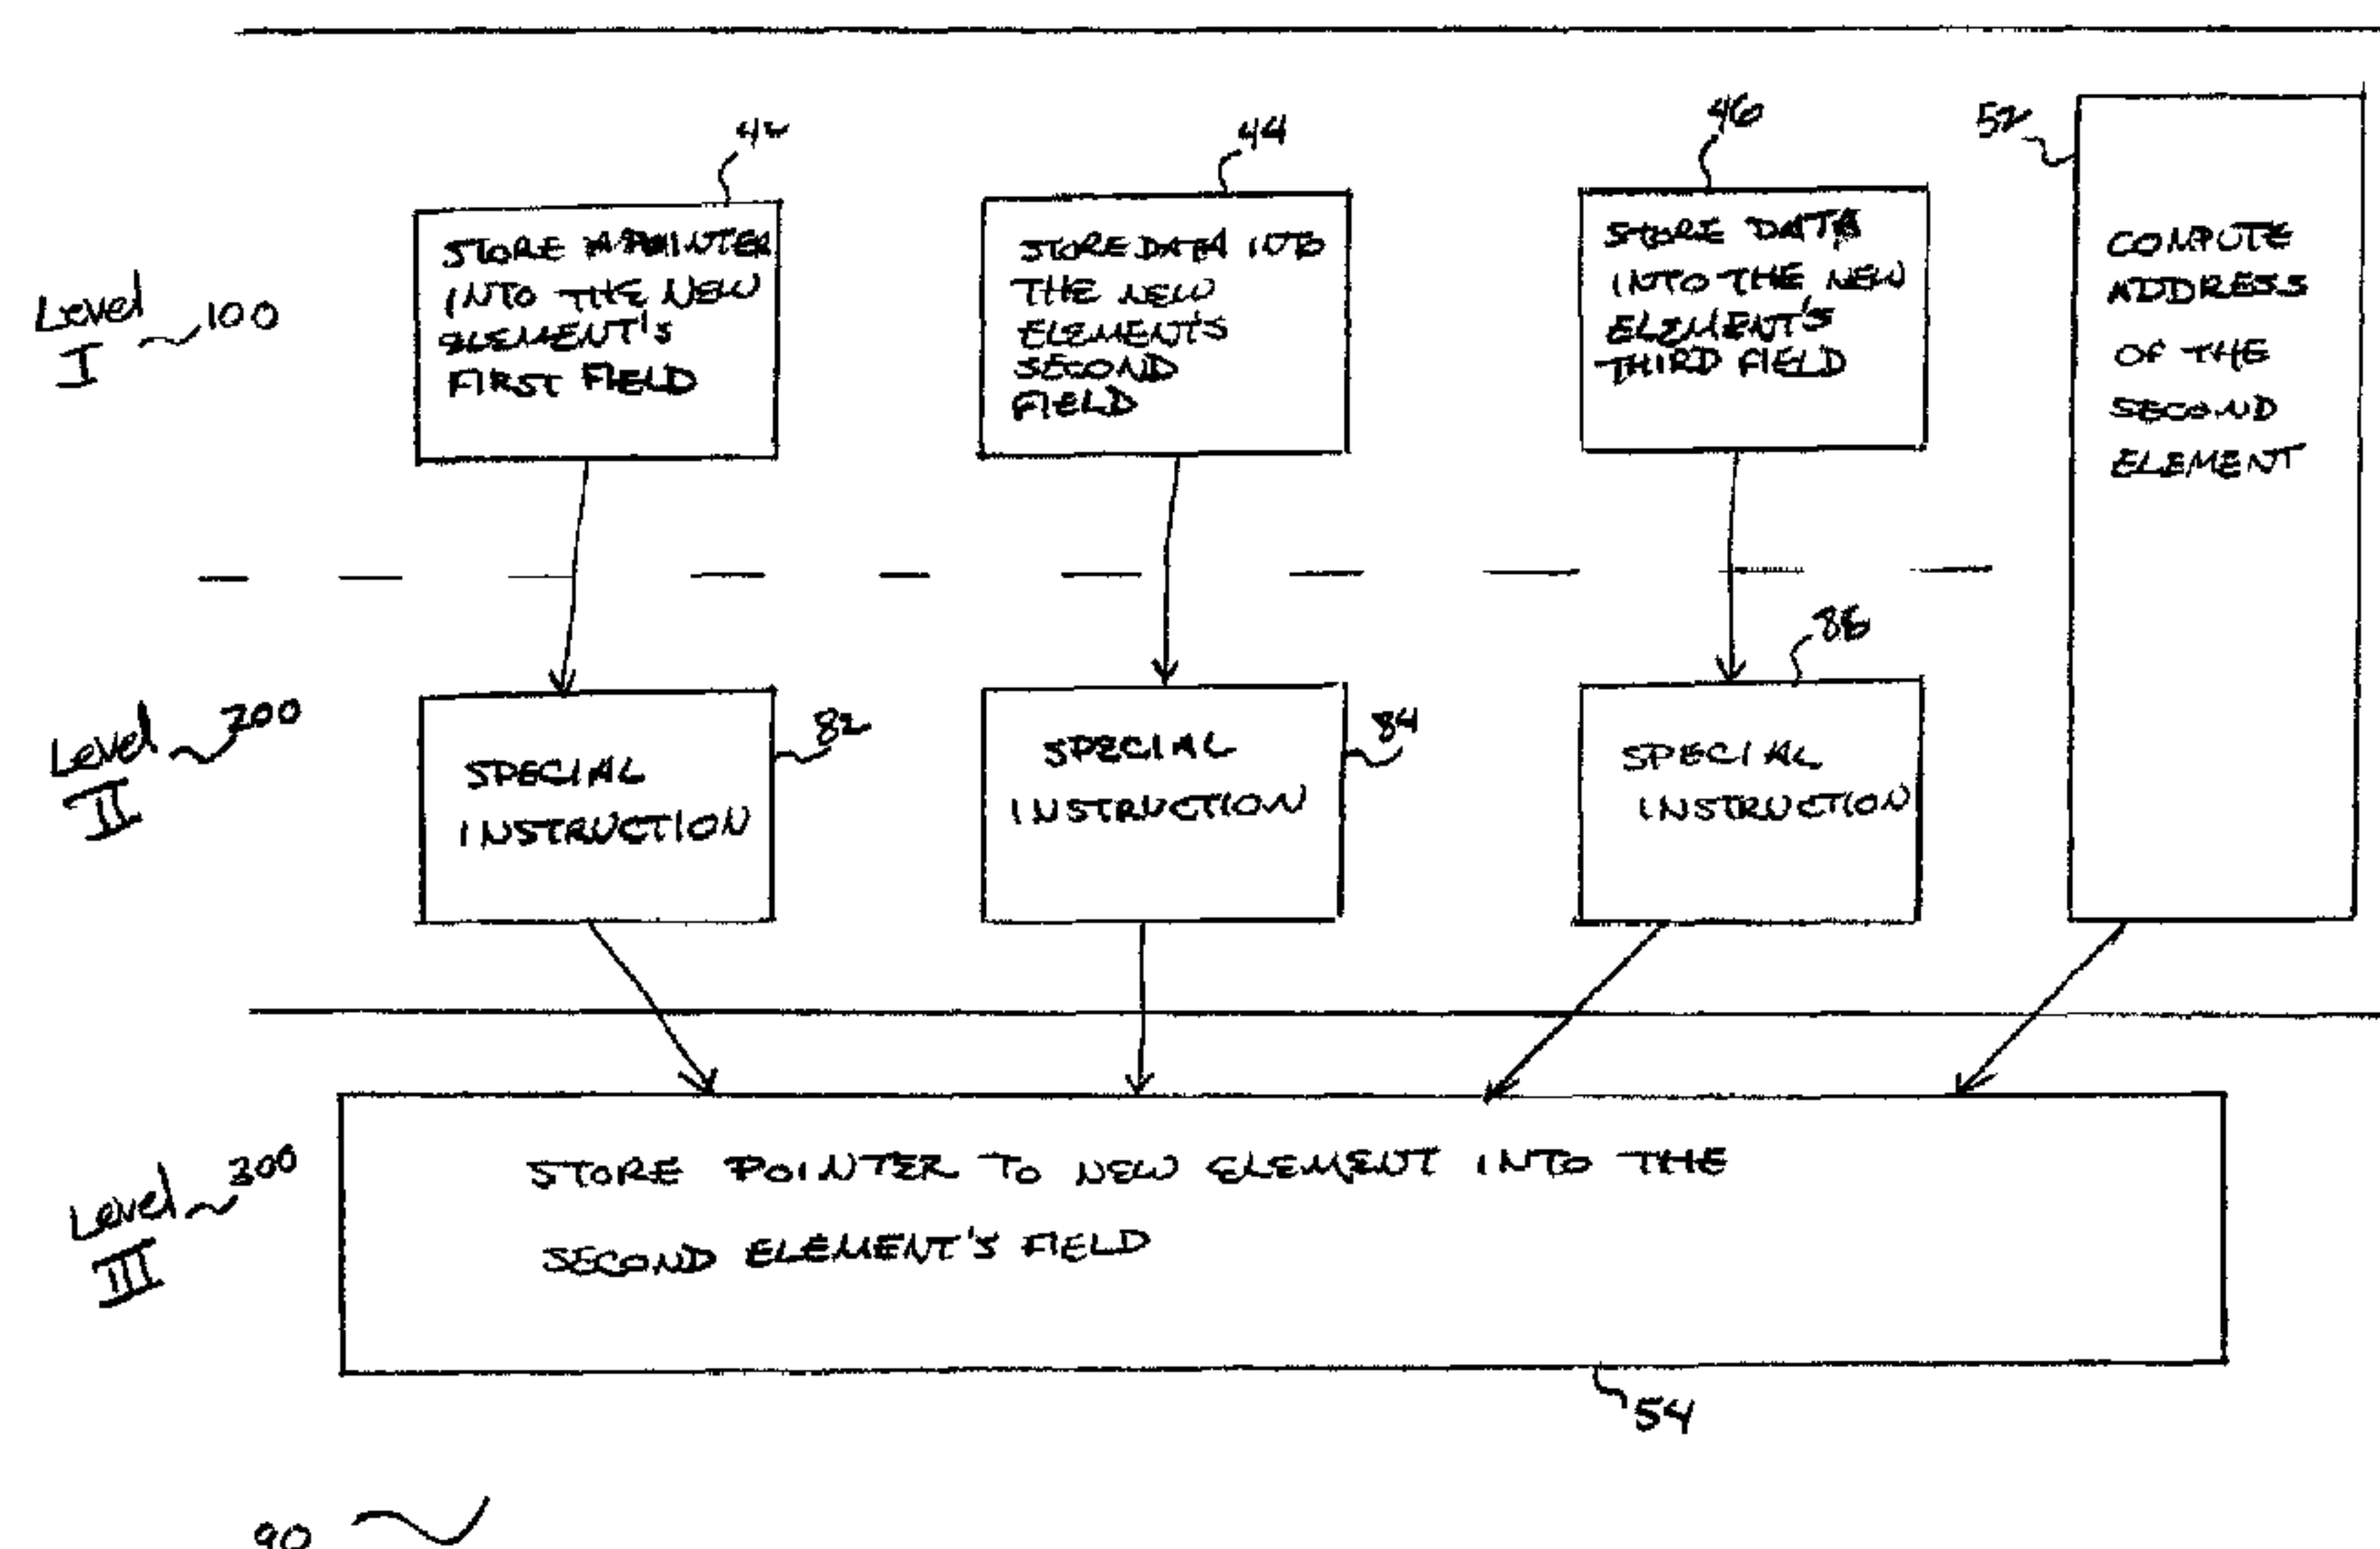 42
44
46
52
STORE A POINTER
INTO THE NEW
ELEMENT'S
FIRST FIELD
STORE DATA INTO
THE NEW
ELEMENT'S
SECOND
FIELD
STORE DATA
INTO THE NEW
ELEMENT'S
THIRD FIELD
COMPUTE
ADDRESS
OF THE
SECOND
ELEMENT
Level
I
100
Level
II
200
SPECIAL
INSTRUCTION
82
SPECIAL
INSTRUCTION
84
86
SPECIAL
INSTRUCTION
Level
III
300
STORE POINTER TO NEW ELEMENT INTO THE
SECOND ELEMENT'S FIELD
54
90